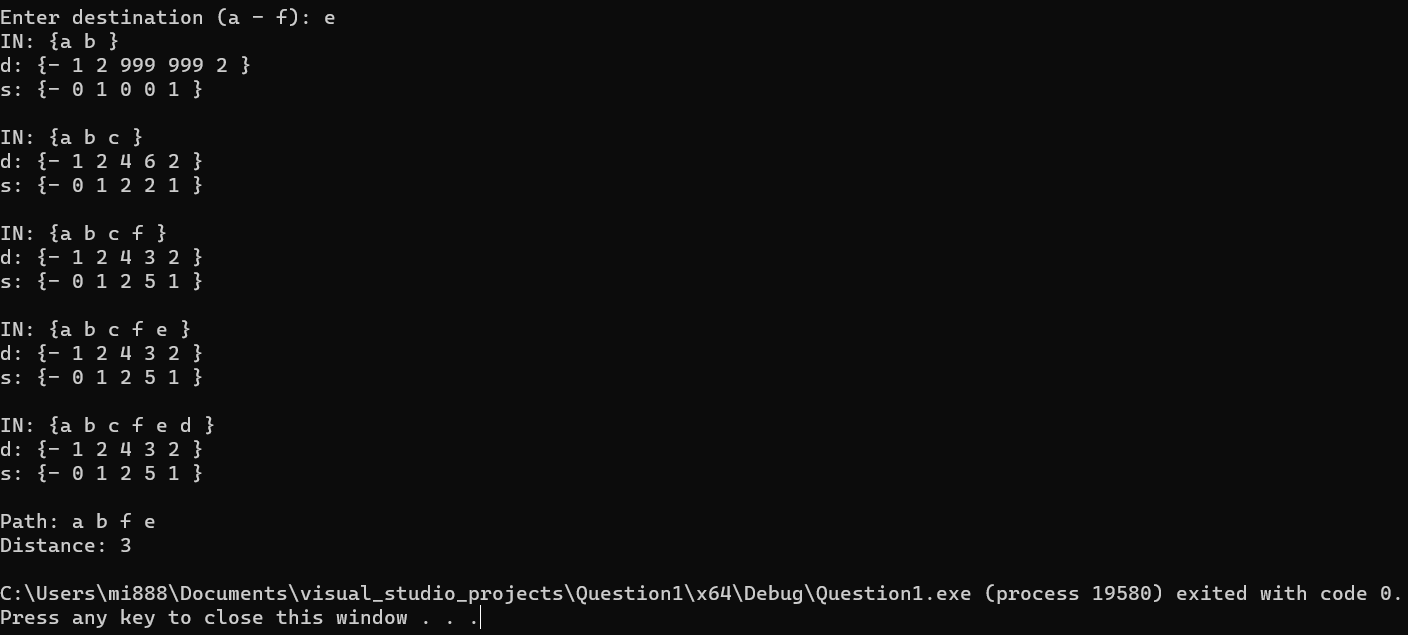 Enter destination (a - f): e
IN: {a b }
d: {- 1 2 999 999 2 }
s: {- 0 1 0 0 1 }
IN: {a b c }
d: {- 1 2 4 6 2 }
s: {- 0 1 2 2 1 }
IN: {a b c f }
d: {- 1 2 4 3 2 }
s: {- 0 1 2 5 1 }
IN: {a b c f e }
d: {- 1 2 4 3 2 }
s: {- 0 1 2 5 1 }
IN: {a b c f e d }
d: {- 1 2 4 3 2 }
s: {- 0 1 2 5 1 }
Path: a b f e
Distance: 3
C:\Users\mi888\Documents\visual_studio_projects\Question1\x64\Debug\Question1.exe (process 19580) exited with code 0.
Press any key to close this window . . .